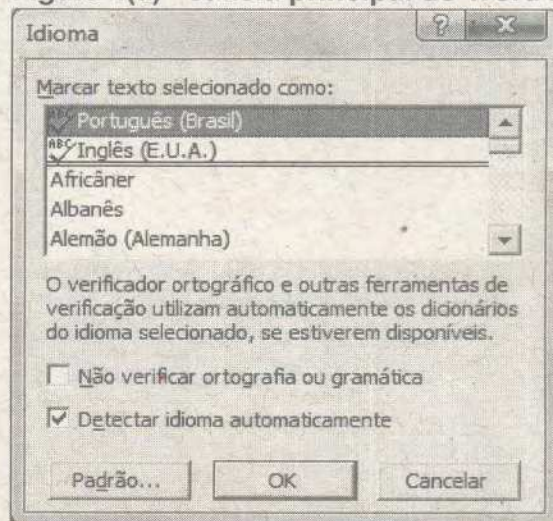 Idioma
Marcar texto selecionado como:
Português (Brasil)
Inglês (E.U.A.)
Africâner
Albanês
Alemão (Alemanha)
O verificador ortográfico e outras ferramentas de
verificação utilizam automaticamente os dicionários
do idioma selecionado, se estiverem disponíveis.
Não verificar ortografia ou gramática
Detectar idioma automaticamente
Padrão... OK Cancelar